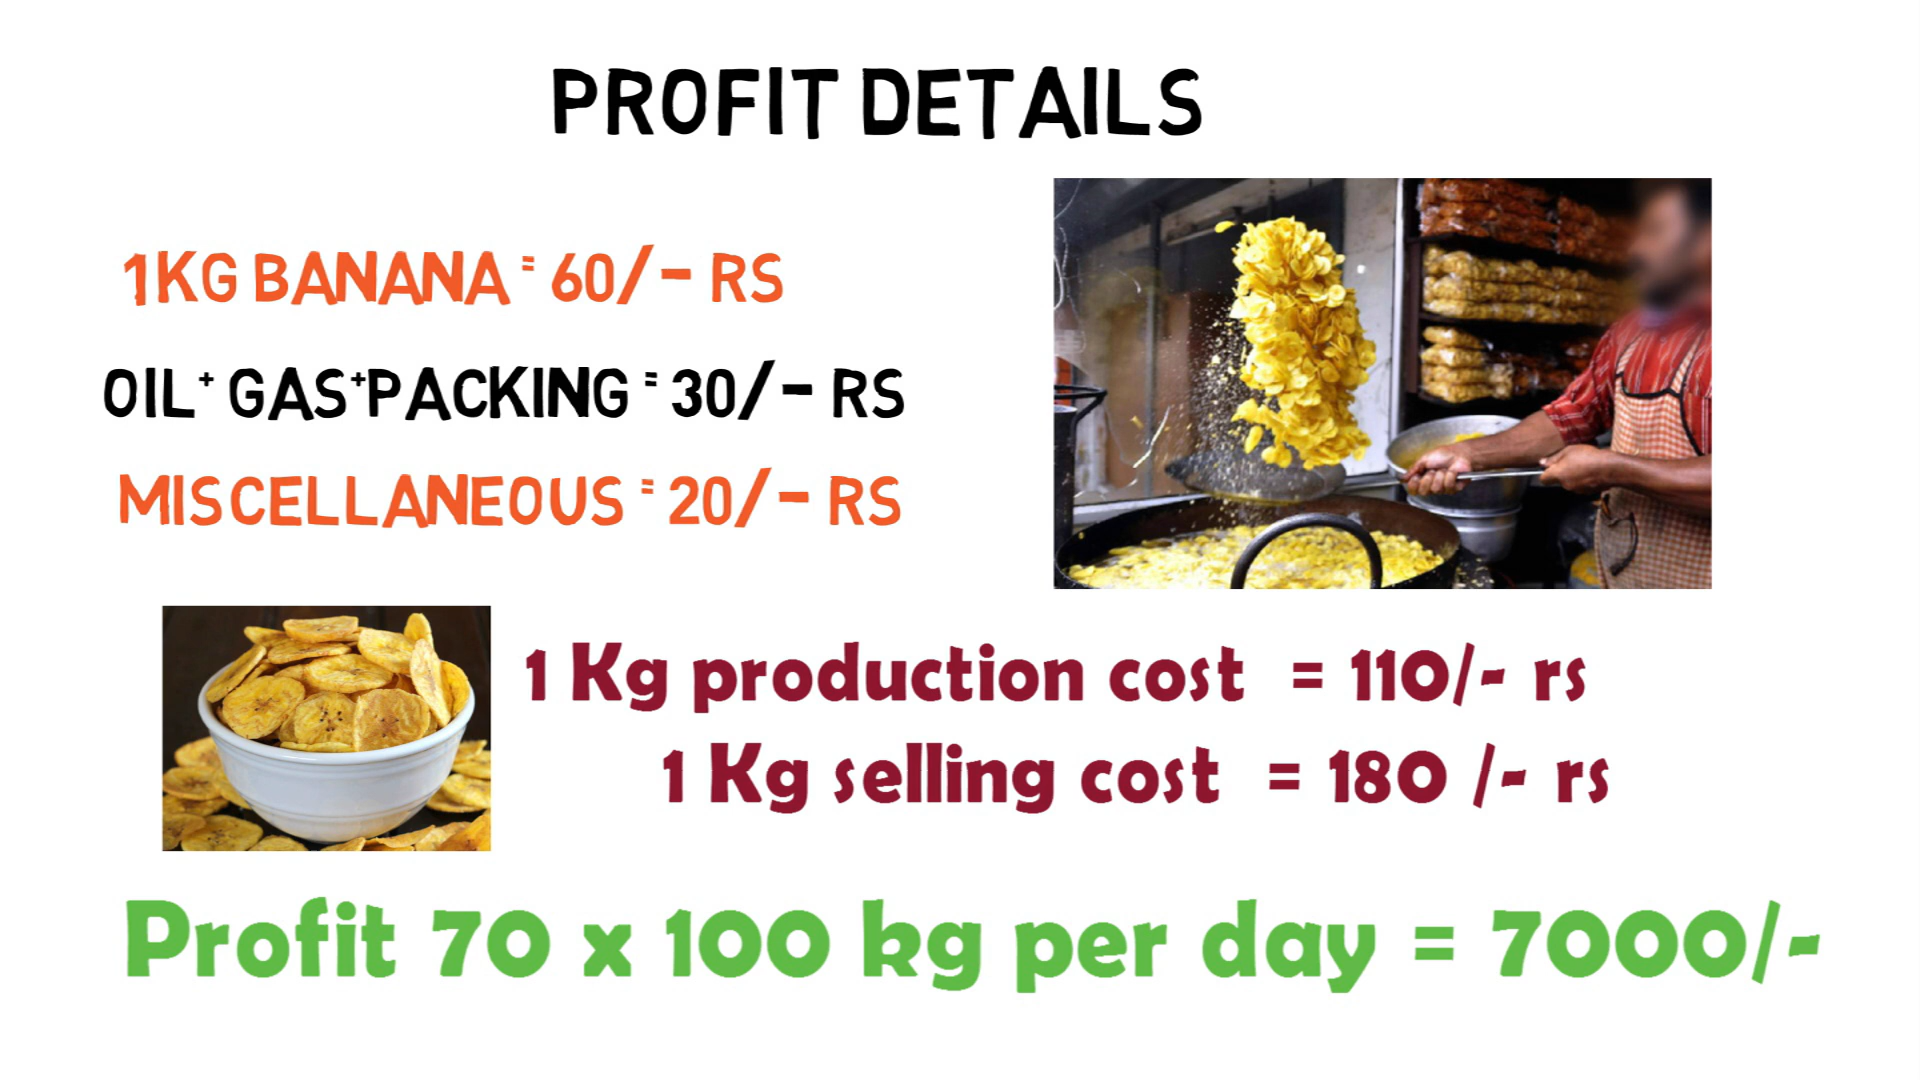 PROFIT DETAILS
1KG BANANA = 60/- RS
OIL+ GAS+PACKING = 30/- RS
MISCELLANEOUS = 20/- RS
1 Kg production cost = 110/- rs
1 Kg selling cost = 180 /- rs
Profit 70 x 100 kg per day = 7000/-